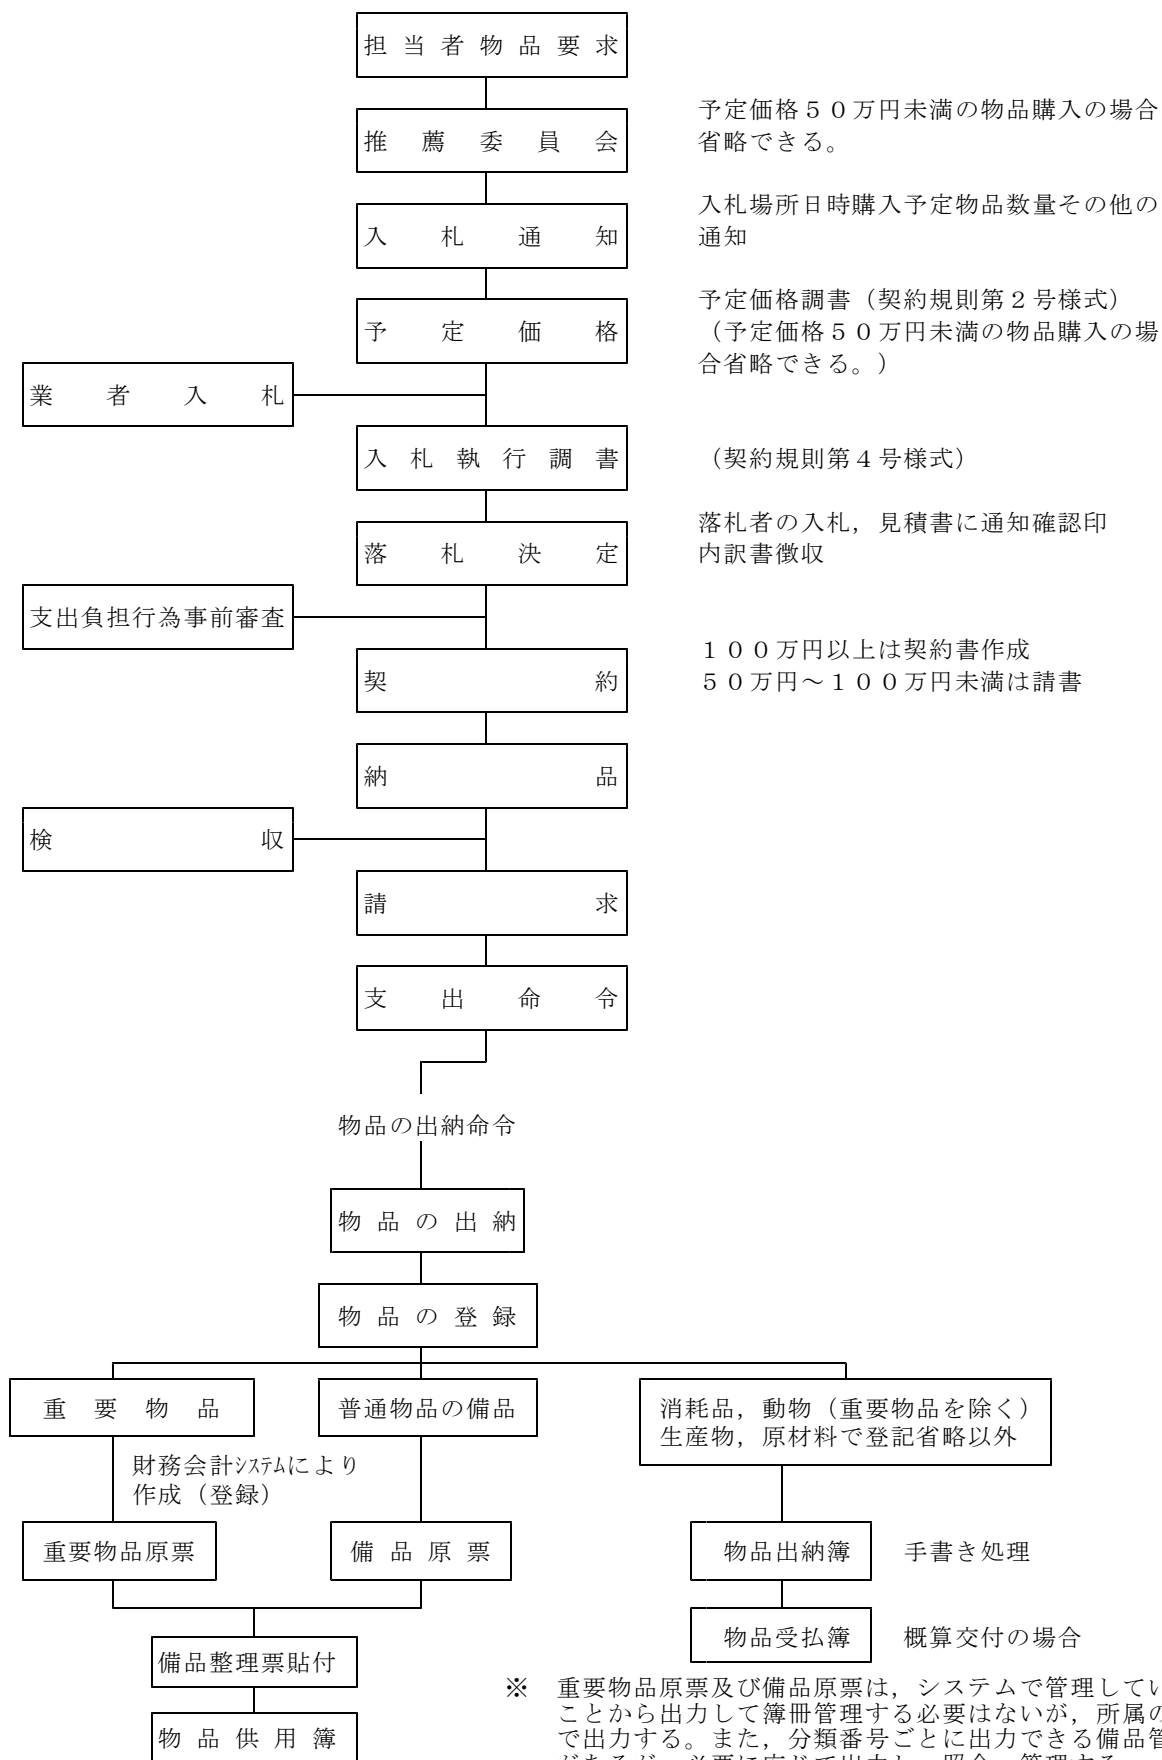 担当者物品要求
推薦委員会
予定価格５０万円未満の物品購入の場合
省略できる。
入札通知
入札場所日時購入予定物品数量その他の
通知
予定価格
予定価格調書（契約規則第２号様式）
（予定価格５０万円未満の物品購入の場
合省略できる。）
業者入札
入札執行調書
（契約規則第４号様式）
落札決定
落札者の入札，見積書に通知確認印
内訳書徴収
支出負担行為事前審査
契約
１００万円以上は契約書作成
５０万円～１００万円未満は請書
納品
検収
請求
支出命令
物品の出納命令
物品の出納
物品の登録
重要物品
普通物品の備品
消耗品，動物（重要物品を除く）
生産物，原材料で登記省略以外
財務会計ｼｽﾃﾑにより
作成（登録）
重要物品原票
備品原票
物品出納簿
手書き処理
物品受払簿
概算交付の場合
備品整理票貼付
物品供用簿
※　重要物品原票及び備品原票は，システムで管理してい
ことから出力して簿冊管理する必要はないが，所属の
で出力する。また，分類番号ごとに出力できる備品管